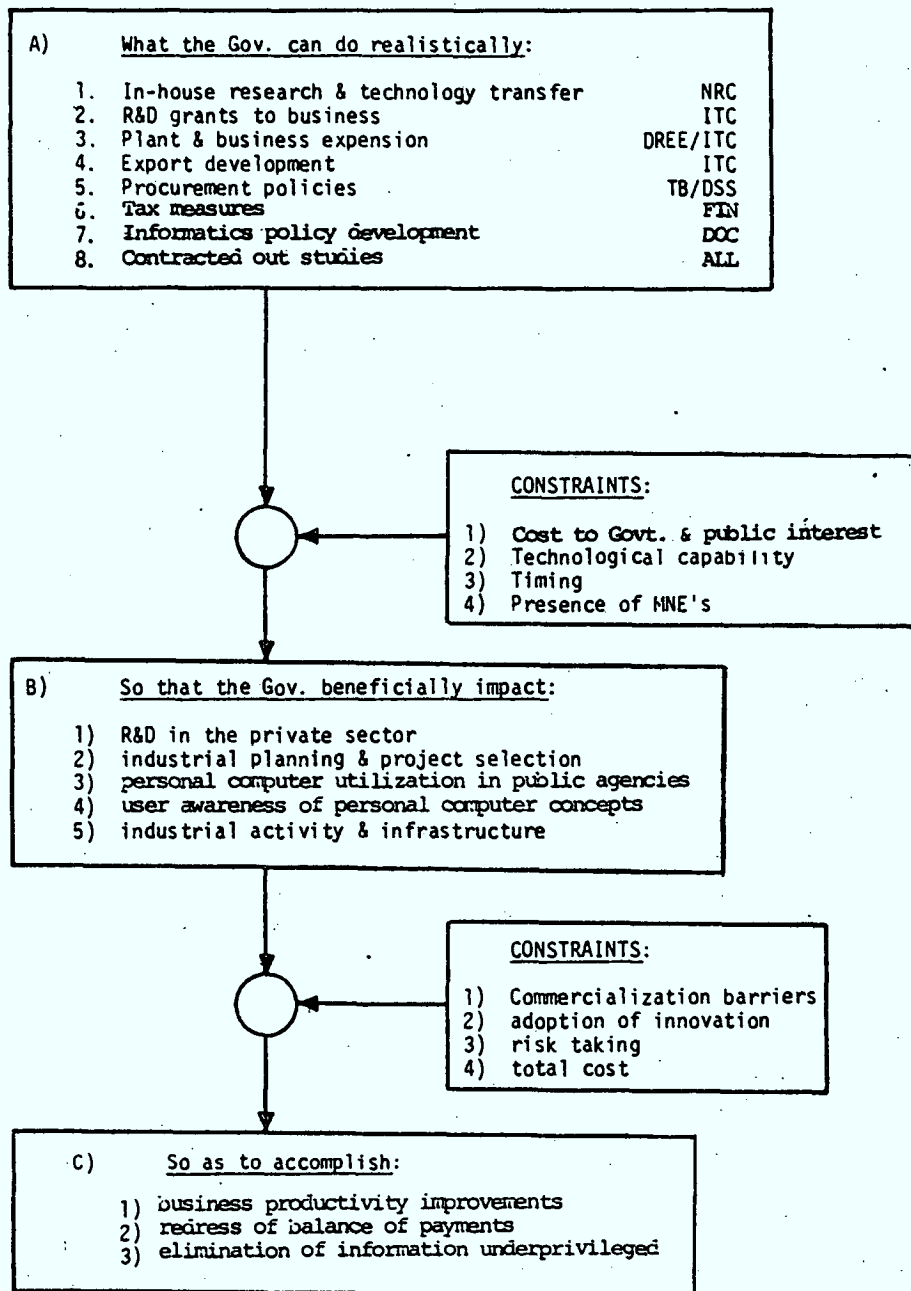 A) What the Gov. can do realistically:
1. In-house research & technology transfer NRC
2. R&D grants to business ITC
3. Plant & business expension DREE/ITC
4. Export development ITC
5. Procurement policies TB/DSS
6. Tax measures FIN
7. Informatics policy development DOC
8. Contracted out studies ALL
CONSTRAINTS:
1) Cost to Govt. & public interest
2) Technological capability
3) Timing
4) Presence of MNE's
B) So that the Gov. beneficially impact:
1) R&D in the private sector
2) industrial planning & project selection
3) personal computer utilization in public agencies
4) user awareness of personal computer concepts
5) industrial activity & infrastructure
CONSTRAINTS:
1) Commercialization barriers
2) adoption of innovation
3) risk taking
4) total cost
C) So as to accomplish:
1) business productivity improvements
2) redress of balance of payments
3) elimination of information underprivileged